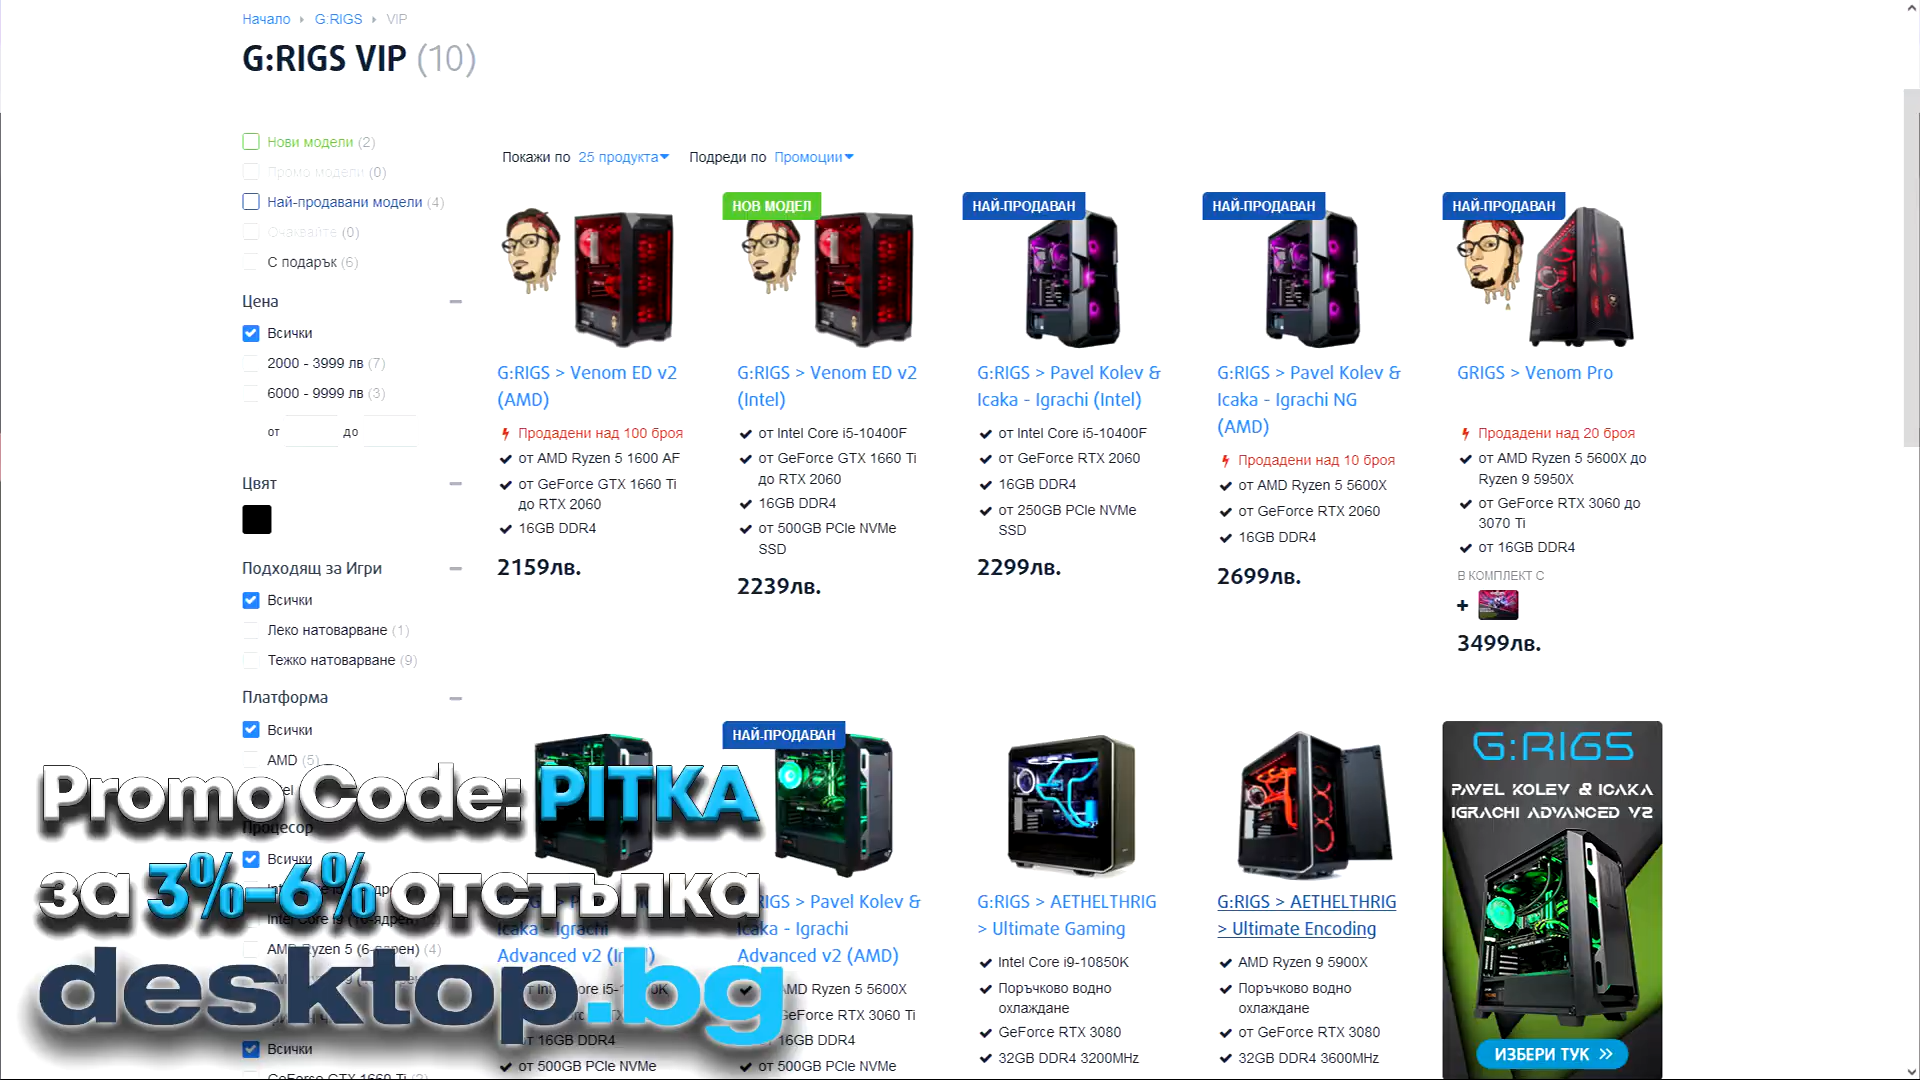 Начало G:RIGS VIP
G:RIGS VIP (10)
Нови модели (2)
Промо модели (0)
Най-продавани модели (4)
Очаквайте (0)
С подарък (6)
Цена
Всички
2000 - 3999 лв (7)
6000 - 9999 лв (3)
от до
Цвят
Подходящ за Игри
Всички
Леко натоварване (1)
Тежко натоварване (9)
Платформа
Всички
AMD (5)
Процесор
Всички
AMD Ryzen 5 (6-ядрен) (4)
Всички
GeForce GTX 1660 Ti (2)
Покажи по 25 продукта Подреди по Промоции
G:RIGS > Venom ED v2
(AMD)
Продадени над 100 броя
от AMD Ryzen 5 1600 AF
от GeForce GTX 1660 Ti
до RTX 2060
16GB DDR4
2159лв.
НОВ МОДЕЛ
G:RIGS > Venom ED v2
(Intel)
от Intel Core i5-10400F
от GeForce GTX 1660 Ti
до RTX 2060
16GB DDR4
от 500GB PCIe NVMe
SSD
2239лв.
НАЙ-ПРОДАВАН
G:RIGS > Pavel Kolev &
Icaka - Igrachi (Intel)
от Intel Core i5-10400F
от GeForce RTX 2060
16GB DDR4
от 250GB PCIe NVMe
SSD
2299лв.
НАЙ-ПРОДАВАН
G:RIGS > Pavel Kolev &
Icaka - Igrachi NG
(AMD)
Продадени над 10 броя
от AMD Ryzen 5 5600X
от GeForce RTX 2060
16GB DDR4
2699лв.
НАЙ-ПРОДАВАН
GRIGS > Venom Pro
Продадени над 20 броя
от AMD Ryzen 5 5600X до
Ryzen 9 5950X
от GeForce RTX 3060 до
3070 Ti
от 16GB DDR4
В КОМПЛЕКТ С
+
3499лв.
Icaka - Igrachi
Advanced v2
от 16GB DDR4
от 500GB PCIe NVMe
НАЙ-ПРОДАВАН
> Pavel Kolev &
Icaka - Igrachi
Advanced v2 (AMD)
AMD Ryzen 5 5600X
GeForce RTX 3060 Ti
16GB DDR4
от 500GB PCIe NVMe
G:RIGS > AETHELTHRIG
> Ultimate Gaming
Intel Core i9-10850K
Поръчково водно
охлаждане
GeForce RTX 3080
32GB DDR4 3200MHz
G:RIGS > AETHELTHRIG
> Ultimate Encoding
AMD Ryzen 9 5900X
Поръчково водно
охлаждане
от GeForce RTX 3080
32GB DDR4 3600MHz
G:RIGS
PAVEL KOLEV & ICAKA
IGRACHI ADVANCED V2
ИЗБЕРИ ТУК >>
Promo Code: PITKA
за 3%-6% отстъпка
desktop.bg